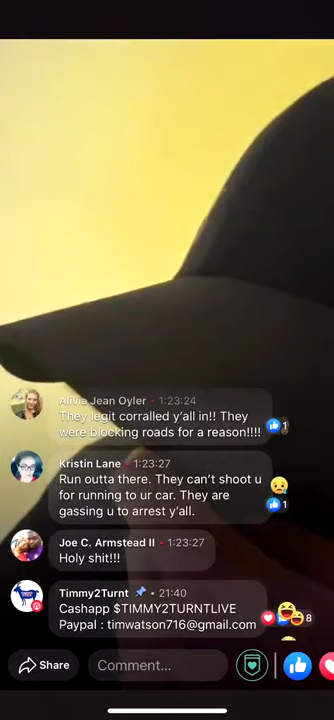 Alivia Jean Oyler • 1:23:24
They legit corralled y'all in!! They
were blocking roads for a reason!!!!
1
Kristin Lane • 1:23:27
Run outta there. They can't shoot u
for running to ur car. They are
gassing u to arrest y'all.
1
Joe C. Armstead II • 1:23:27
Holy shit!!!
Timmy2Turnt • 21:40
Cashapp $TIMMY2TURNTLIVE
Paypal : timwatson716@gmail.com
8
Share
Comment...